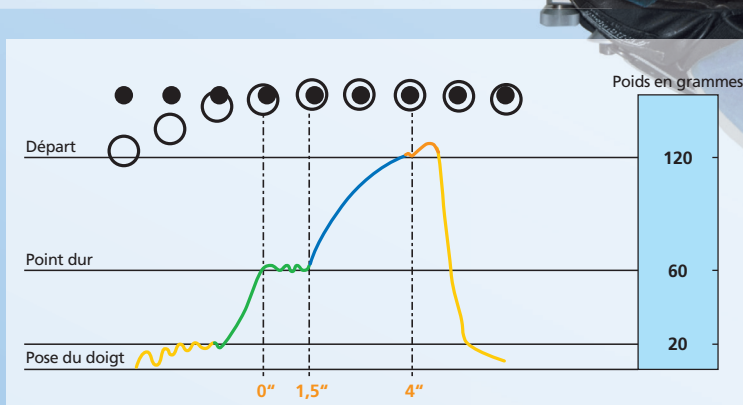 Poids en grammes
Départ
120
Point dur
60
20
Pose du doigt
0“ 1,5“ 4“